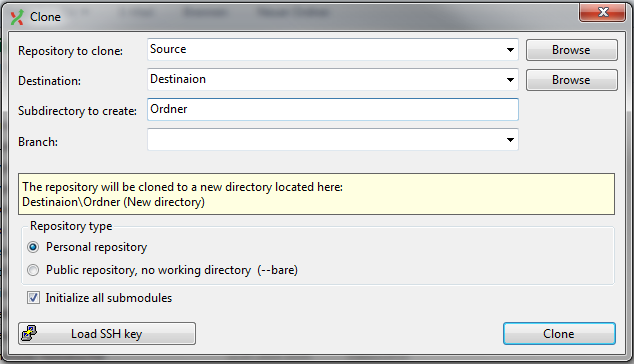 Clone
Repository to clone: Source Browse
Destination: Destinaion Browse
Subdirectory to create: Ordner
Branch:
The repository will be cloned to a new directory located here:
Destinaion\Ordner (New directory)
Repository type
Personal repository
Public repository, no working directory (--bare)
Initialize all submodules
Load SSH key Clone